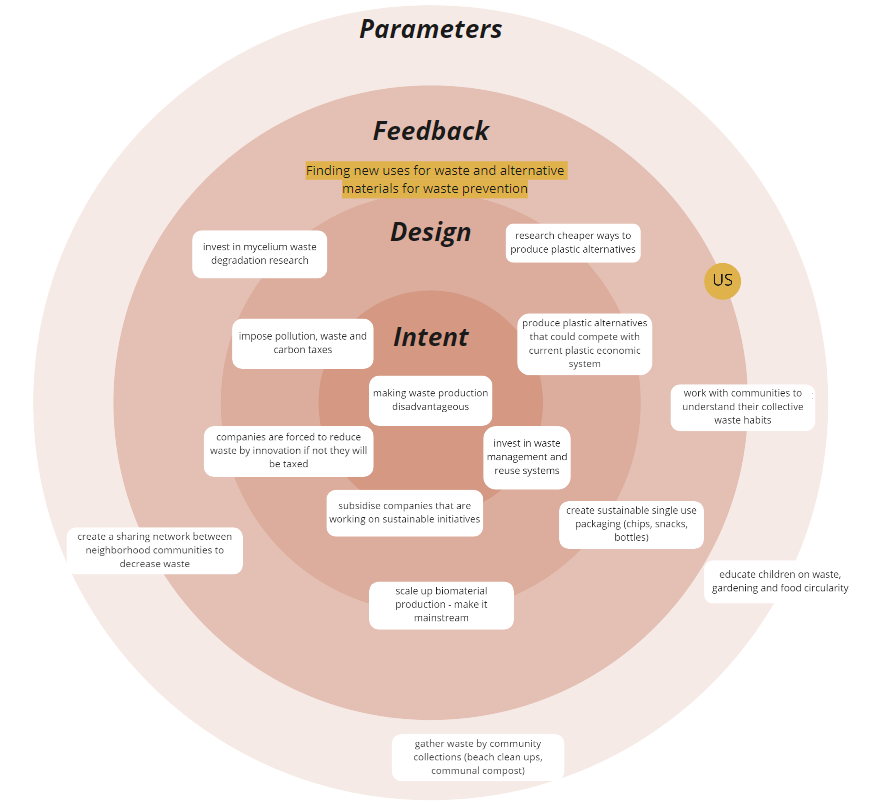 Parameters
Feedback
Finding new uses for waste and alternative
materials for waste prevention
Design
invest in mycelium waste
degradation research
research cheaper ways to
produce plastic alternatives
US
impose pollution, waste and
carbon taxes
Intent
produce plastic alternatives
that could compete with
current plastic economic
system
making waste production
disadvantageous
work with communities to
understand their collective
waste habits
companies are forced to reduce
waste by innovation if not they will
be taxed
invest in waste
management and
reuse systems
subsidise companies that are
working on sustainable initiatives
create sustainable single use
packaging (chips, snacks,
bottles)
create a sharing network between
neighborhood communities to
decrease waste
educate children on waste,
gardening and food circularity
scale up biomaterial
production - make it
mainstream
gather waste by community
collections (beach clean ups,
communal compost)